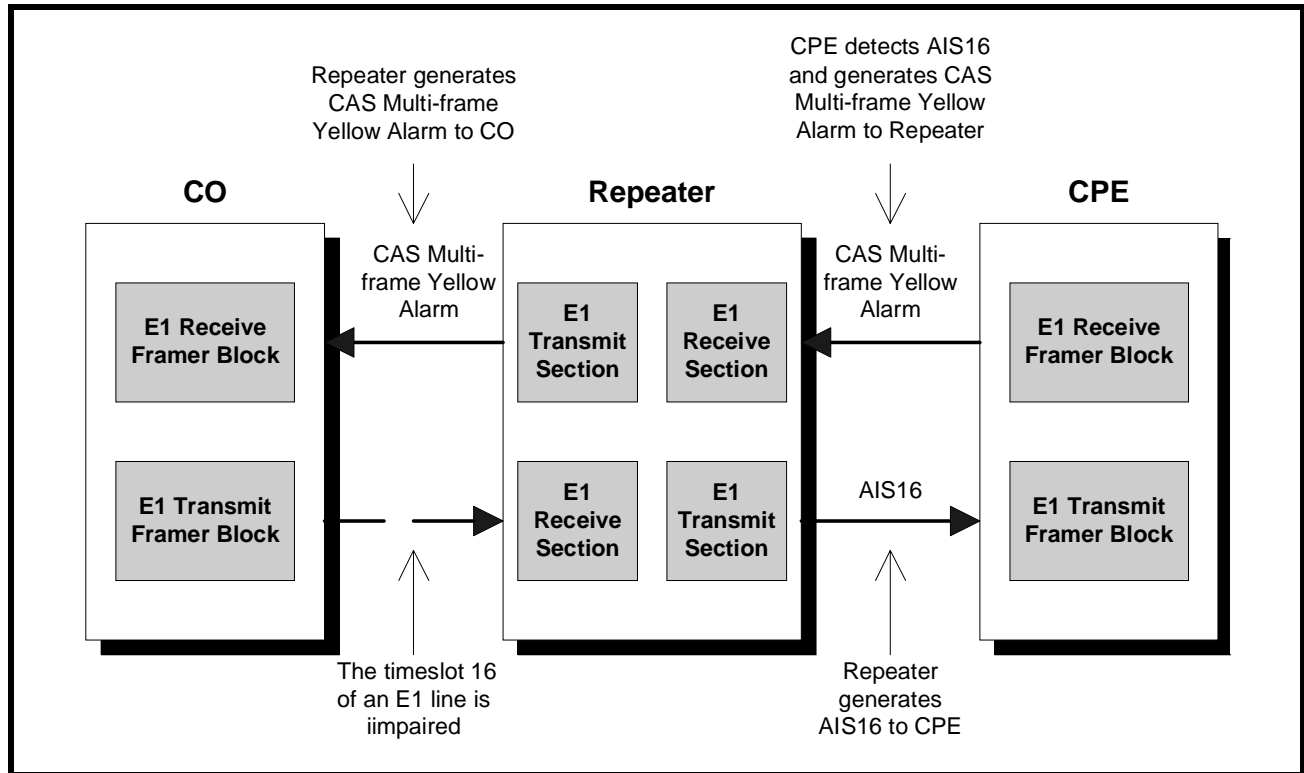 Repeater generates
CAS Multi-frame
Yellow Alarm to CO
CPE detects AIS16
and generates CAS
Multi-frame Yellow
Alarm to Repeater
CO
Repeater
CPE
CAS Multi-
frame Yellow
Alarm
CAS Multi-
frame Yellow
Alarm
E1 Receive
Framer Block
E1
Transmit
Section
E1
Receive
Section
E1 Receive
Framer Block
E1 Transmit
Framer Block
E1
Receive
Section
E1
Transmit
Section
AIS16
E1 Transmit
Framer Block
The timeslot 16
of an E1 line is
iimpaired
Repeater
generates
AIS16 to CPE